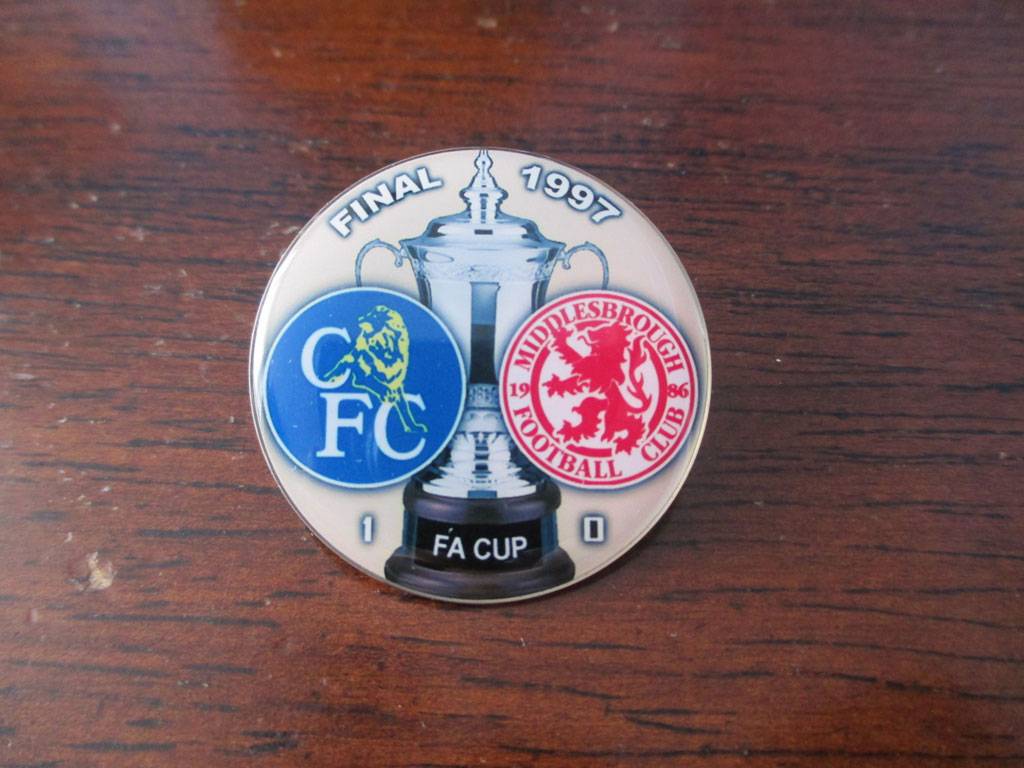 FINAL 1997
C
FC
MIDDLESBROUGH
19 86
FOOTBALL CLUB
1 0
FA CUP